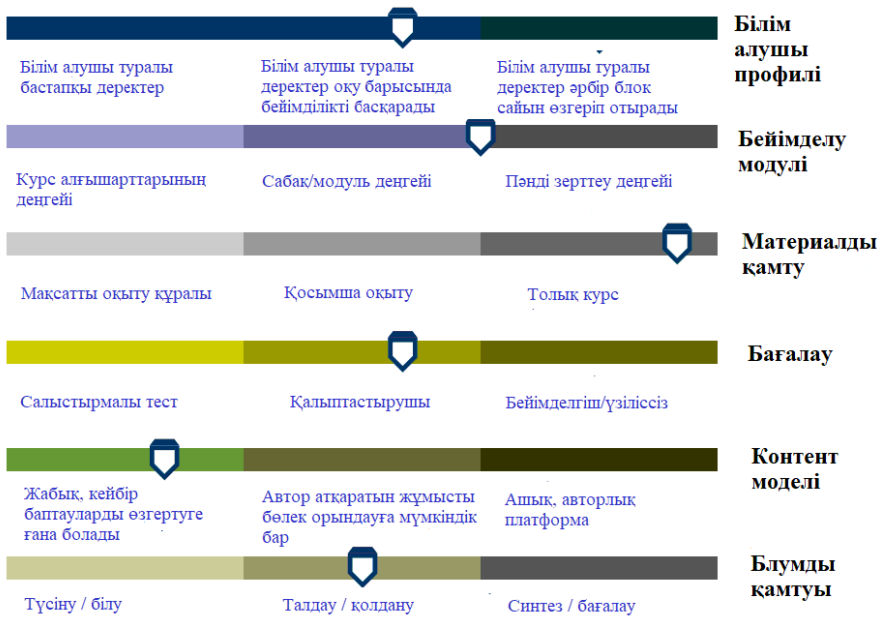 Білім
алушы
профилі
Білім алушы туралы
бастапқы деректер
Білім алушы туралы
деректер оқу барысында
бейімділікті басқарады
Білім алушы туралы
деректер әрбір блок
сайын өзгеріп отырады
Бейімделу
модулі
Курс алғышарттарының
деңгейі
Сабақ/модуль деңгейі
Пәнді зерттеу деңгейі
Материалды
қамту
Мақсатты оқыту құралы
Қосымша оқыту
Толық курс
Бағалау
Салыстырмалы тест
Қалыптастырушы
Бейімделгіш/үзіліссіз
Контент
моделі
Жабық, кейбір
баптауларды өзгертуге
ғана болады
Автор атқаратын жұмысты
бөлек орындауға мүмкіндік
бар
Ашық, авторлық
платформа
Блумды
қамтуы
Түсіну / білу
Талдау / қолдану
Синтез / бағалау